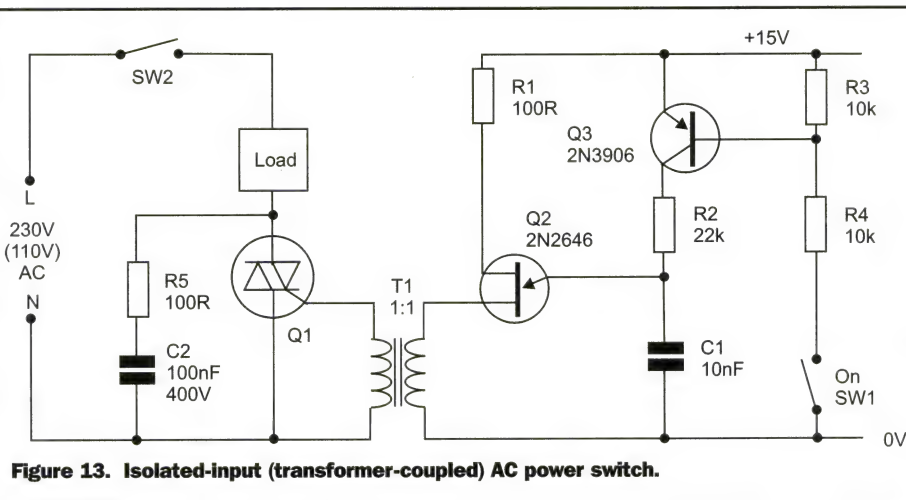 +15V
SW2
R1
100R
R3
10k
Q3
2N3906
Load
L
230V
(110V)
AC
N
R2
22k
R4
10k
Q2
2N2646
R5
100R
T1
1:1
Q1
C2
100nF
400V
C1
10nF
On
SW1
0V
Figure 13. Isolated-input (transformer-coupled) AC power switch.